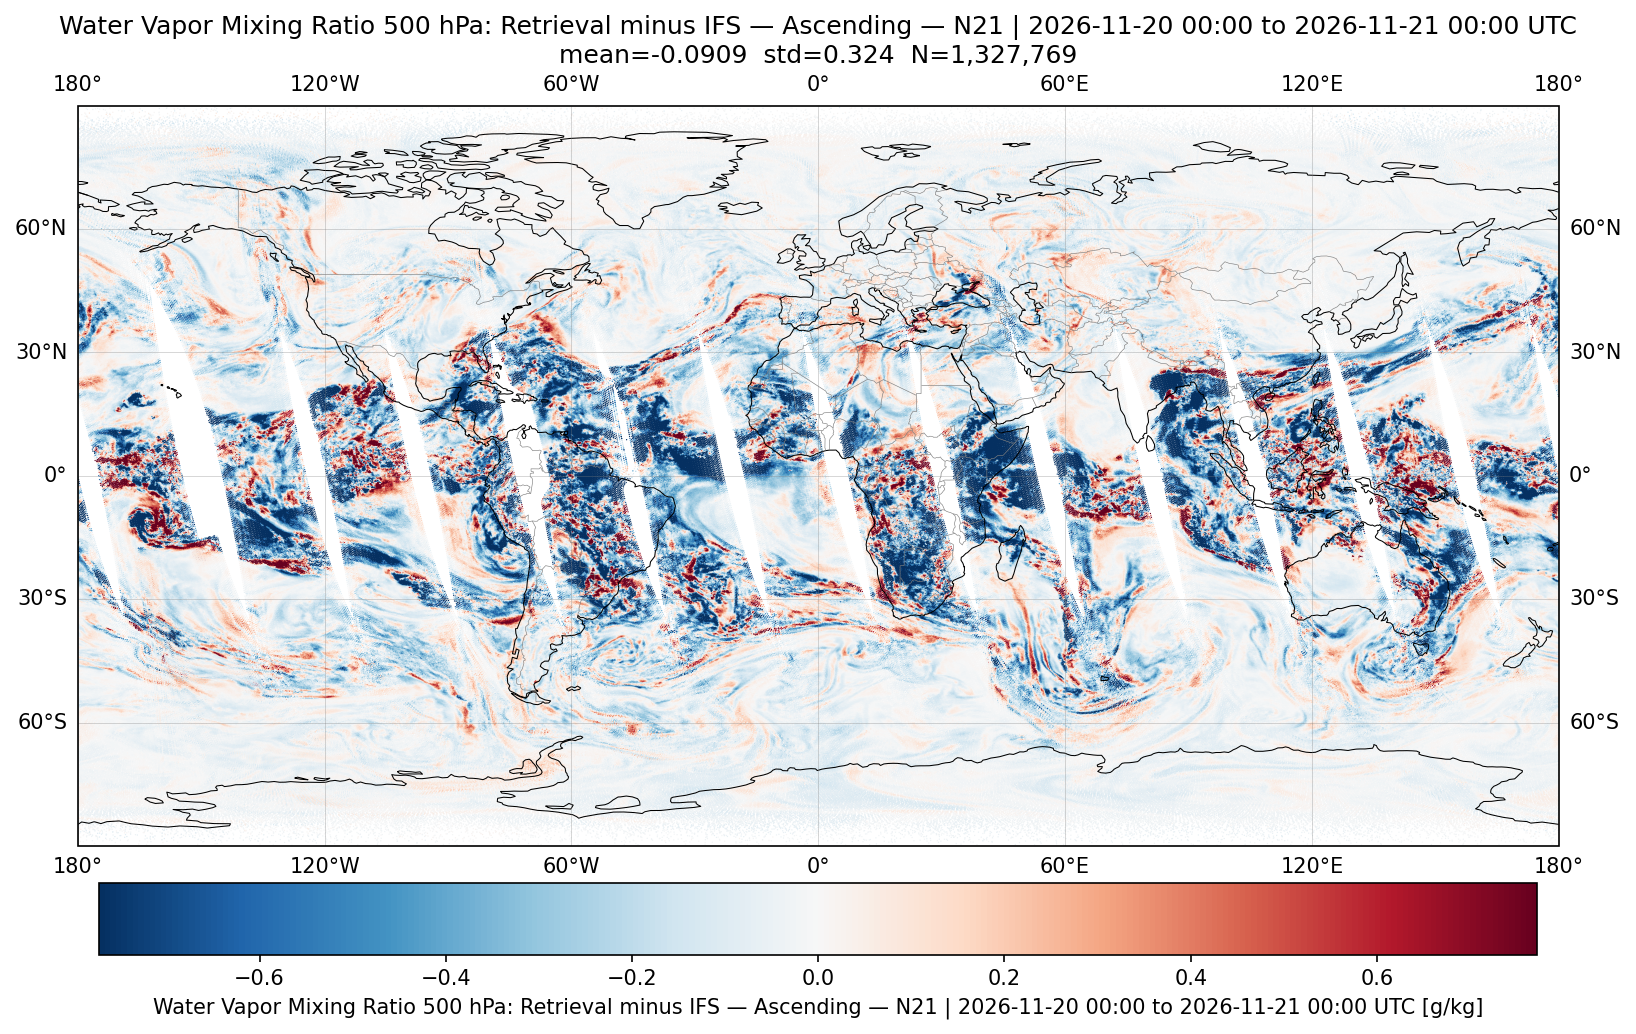 Water Vapor Mixing Ratio 500 hPa: Retrieval minus IFS — Ascending — N21 | 2026-11-20 00:00 to 2026-11-21 00:00 UTC
mean=-0.0909  std=0.324  N=1,327,769
180° 120°W 60°W 0° 60°E 120°E 180°
60°N 60°N
30°N 30°N
0° 0°
30°S 30°S
60°S 60°S
180° 120°W 60°W 0° 60°E 120°E 180°
−0.6 −0.4 −0.2 0.0 0.2 0.4 0.6
Water Vapor Mixing Ratio 500 hPa: Retrieval minus IFS — Ascending — N21 | 2026-11-20 00:00 to 2026-11-21 00:00 UTC [g/kg]